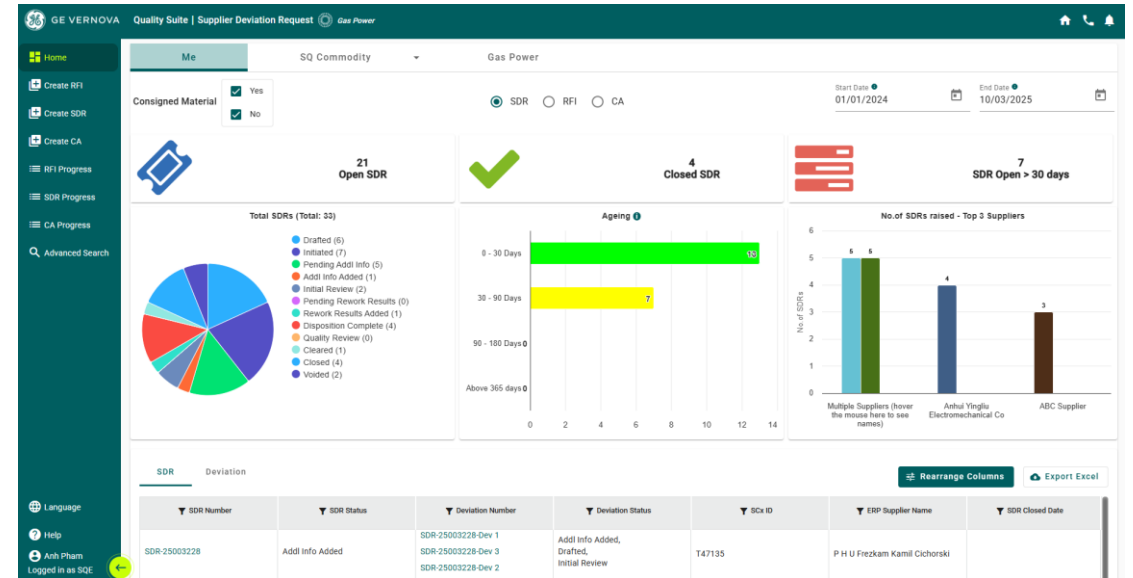 GE VERNOVA Quality Suite | Supplier Deviation Request Gas Power
Home
Create RFI
Create SDR
Create CA
RFI Progress
SDR Progress
CA Progress
Advanced Search
Language
Help
Anh Pham
Logged in as SQE
Me SQ Commodity Gas Power
Consigned Material
Yes
No
SDR RFI CA
Start Date
01/01/2024
End Date
10/03/2025
21
Open SDR
4
Closed SDR
7
SDR Open > 30 days
Total SDRs (Total: 33)
Drafted (6)
Initiated (7)
Pending Addl Info (5)
Addl Info Added (1)
Initial Review (2)
Pending Rework Results (0)
Rework Results Added (1)
Disposition Complete (4)
Quality Review (0)
Cleared (1)
Closed (4)
Voided (2)
Ageing
0 - 30 Days
30 - 90 Days 7
90 - 180 Days 0
Above 365 days 0
0 2 4 6 8 10 12 14
No.of SDRs raised - Top 3 Suppliers
No.of SDRs
6
5
4
3
2
1
0
5 5
4
3
Multiple Suppliers (hover
the mouse here to see
names)
Anhui Yingliu
Electromechanical Co
ABC Supplier
SDR Deviation
Rearrange Columns Export Excel
SDR Number SDR Status Deviation Number Deviation Status SCx ID ERP Supplier Name SDR Closed Date
SDR-25003228
Addl Info Added
SDR-25003228-Dev 1
SDR-25003228-Dev 3
SDR-25003228-Dev 2
Addl Info Added,
Drafted,
Initial Review
T47135
P H U Frezkam Kamil Cichorski